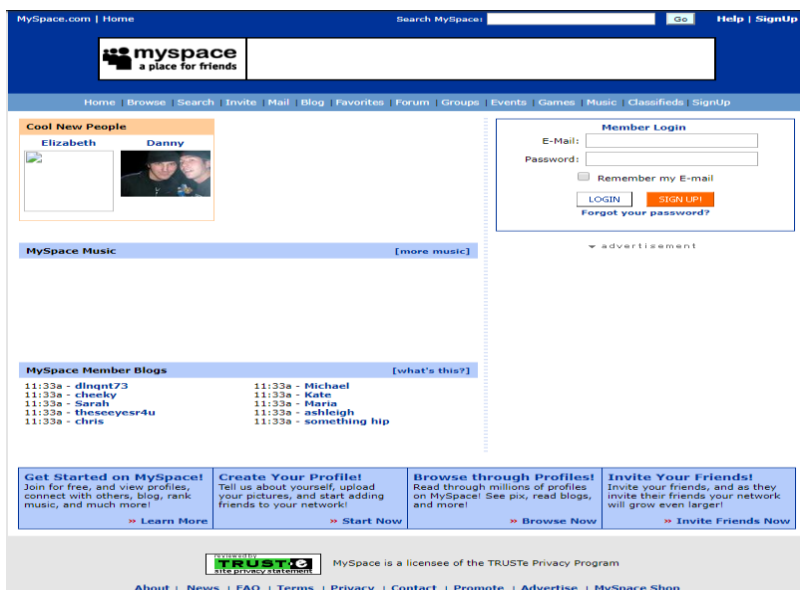 MySpace.com | Home
Search MySpace:
Go
Help | SignUp
myspace
a place for friends
Home | Browse | Search | Invite | Mail | Blog | Favorites | Forum | Groups | Events | Games | Music | Classifieds | SignUp
Cool New People
Elizabeth
Danny
Member Login
E-Mail:
Password:
Remember my E-mail
LOGIN
SIGN UP!
Forgot your password?
advertisement
MySpace Music
[more music]
MySpace Member Blogs
[what's this?]
11:33a - dlnqnt73
11:33a - cheeky
11:33a - Sarah
11:33a - theseeyesr4u
11:33a - chris
11:33a - Michael
11:33a - Kate
11:33a - Maria
11:33a - ashleigh
11:33a - something hip
Get Started on MySpace!
Join for free, and view profiles,
connect with others, blog, rank
music, and much more!
» Learn More
Create Your Profile!
Tell us about yourself, upload
your pictures, and start adding
friends to your network!
» Start Now
Browse through Profiles!
Read through millions of profiles
on MySpace! See pix, read blogs,
and more!
» Browse Now
Invite Your Friends!
Invite your friends, and as they
invite their friends your network
will grow even larger!
» Invite Friends Now
reviewed by
TRUSTe
site privacy statement
MySpace is a licensee of the TRUSTe Privacy Program
About | News | FAQ | Terms | Privacy | Contact | Promote | Advertise | MySpace Shop